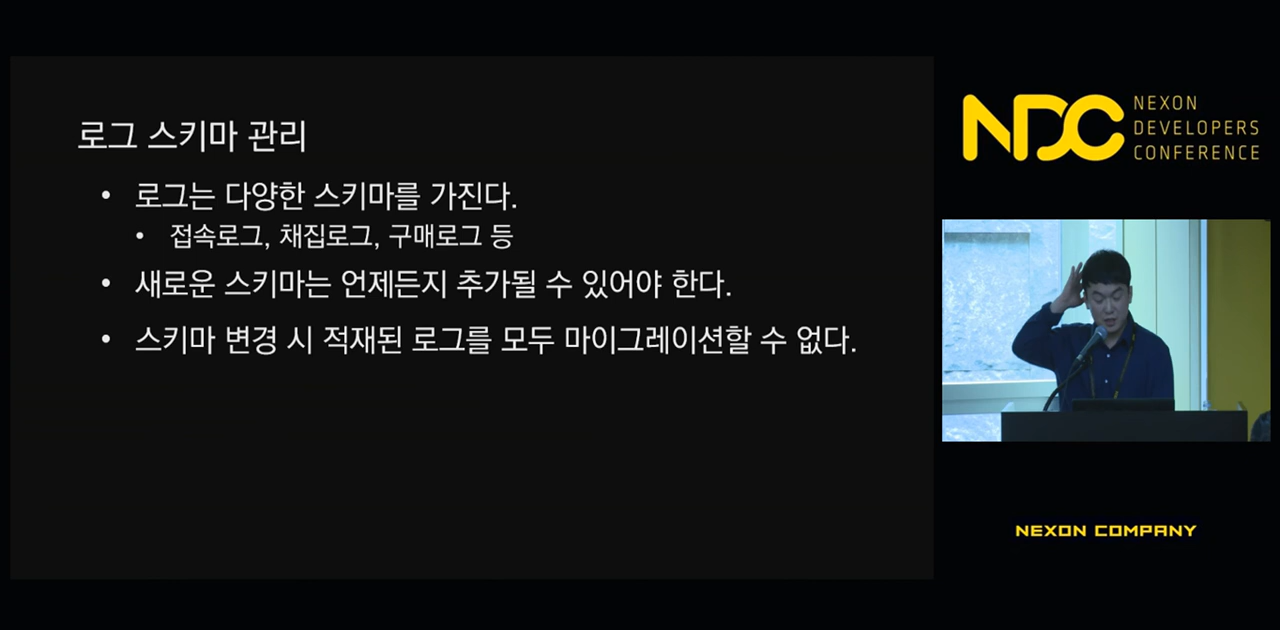 로그 스키마 관리
• 로그는 다양한 스키마를 가진다.
• 접속로그, 채집로그, 구매로그 등
• 새로운 스키마는 언제든지 추가될 수 있어야 한다.
• 스키마 변경 시 적재된 로그를 모두 마이그레이션할 수 없다.
NDC
NEXON
DEVELOPERS
CONFERENCE
NEXON COMPANY